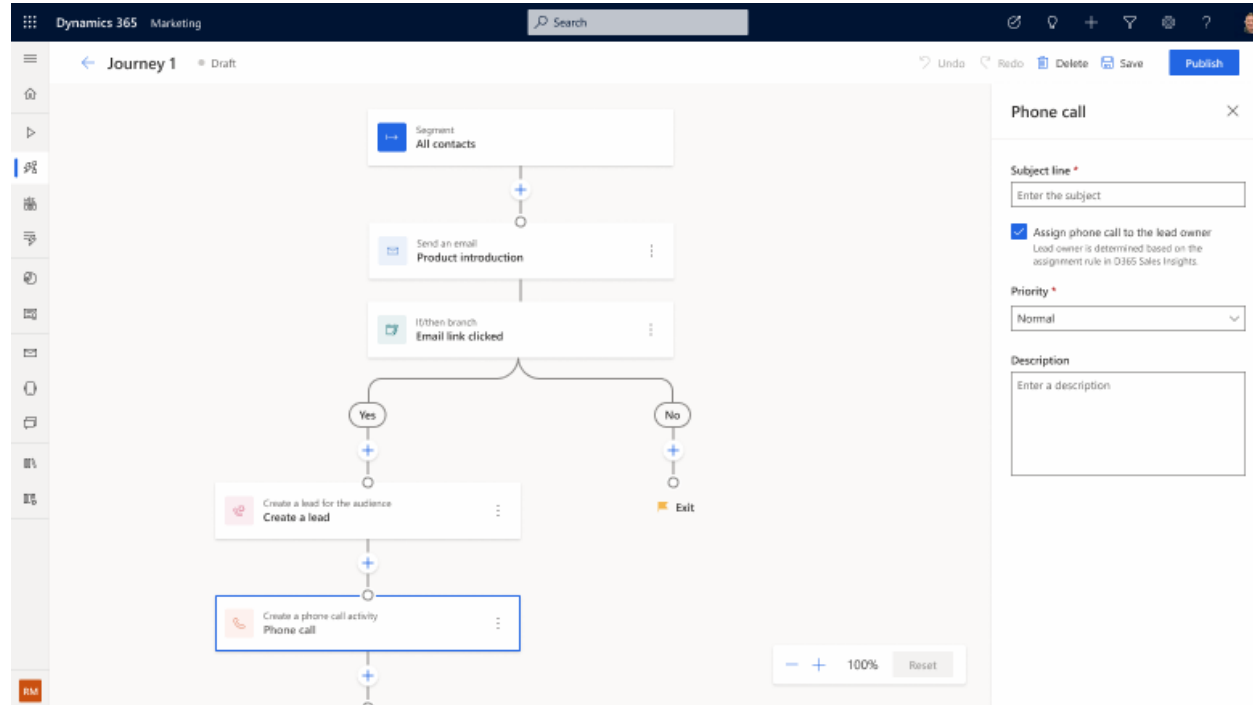 Dynamics 365 Marketing
Search
Journey 1 Draft
Undo Redo Delete Save Publish
Segment
All contacts
Send an email
Product introduction
If/then branch
Email link clicked
Yes
No
Create a lead for the audience
Create a lead
Exit
Create a phone call activity
Phone call
100% Reset
RM
Phone call
Subject line *
Enter the subject
Assign phone call to the lead owner
Lead owner is determined based on the
assignment rule in D365 Sales Insights.
Priority *
Normal
Description
Enter a description